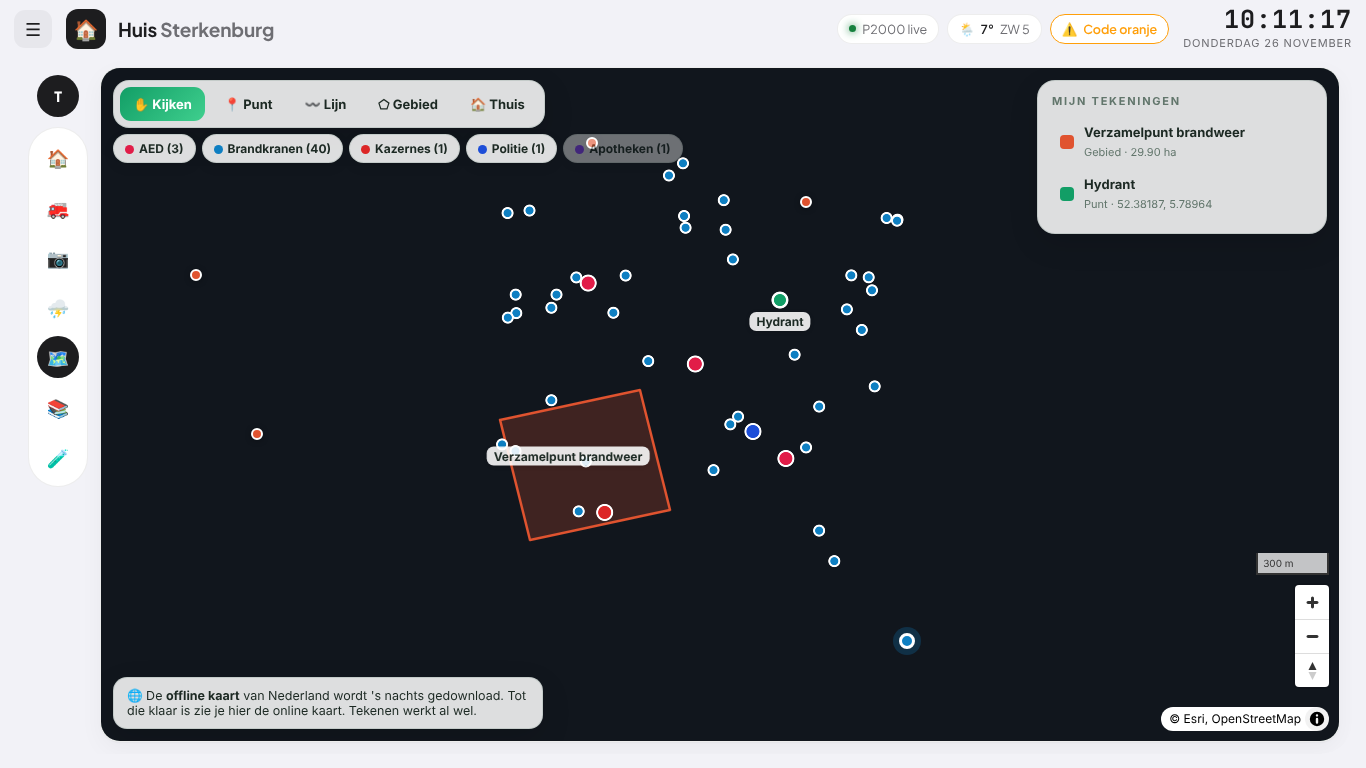 Huis Sterkenburg
P2000 live
7° ZW 5
Code oranje
10:11:17
DONDERDAG 26 NOVEMBER
T
Kijken
Punt
Lijn
Gebied
Thuis
AED (3)
Brandkranen (40)
Kazernes (1)
Politie (1)
Apotheken (1)
MIJN TEKENINGEN
Verzamelpunt brandweer
Gebied · 29.90 ha
Hydrant
Punt · 52.38187, 5.78964
Hydrant
Verzamelpunt brandweer
300 m
De offline kaart van Nederland wordt 's nachts gedownload. Tot
die klaar is zie je hier de online kaart. Tekenen werkt al wel.
© Esri, OpenStreetMap